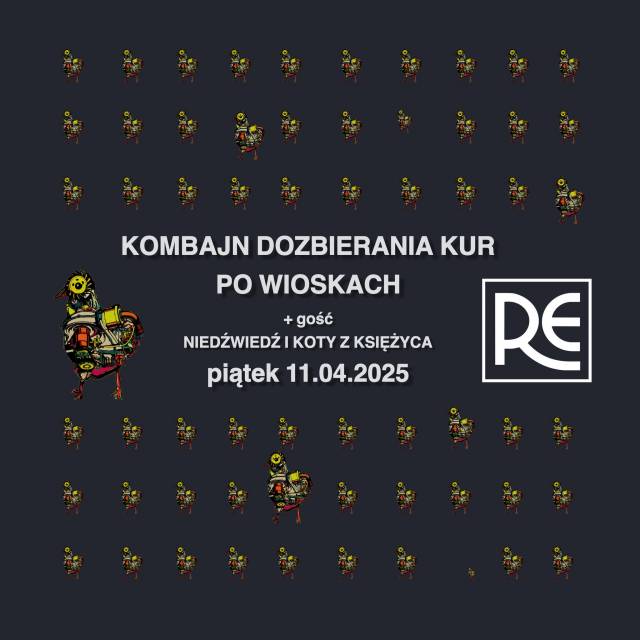 KOMBAJN DOZBIERANIA KUR
PO WIOSKACH
+ gość
NIEDŹWIEDŹ I KOTY Z KSIĘŻYCA
piątek 11.04.2025
RE